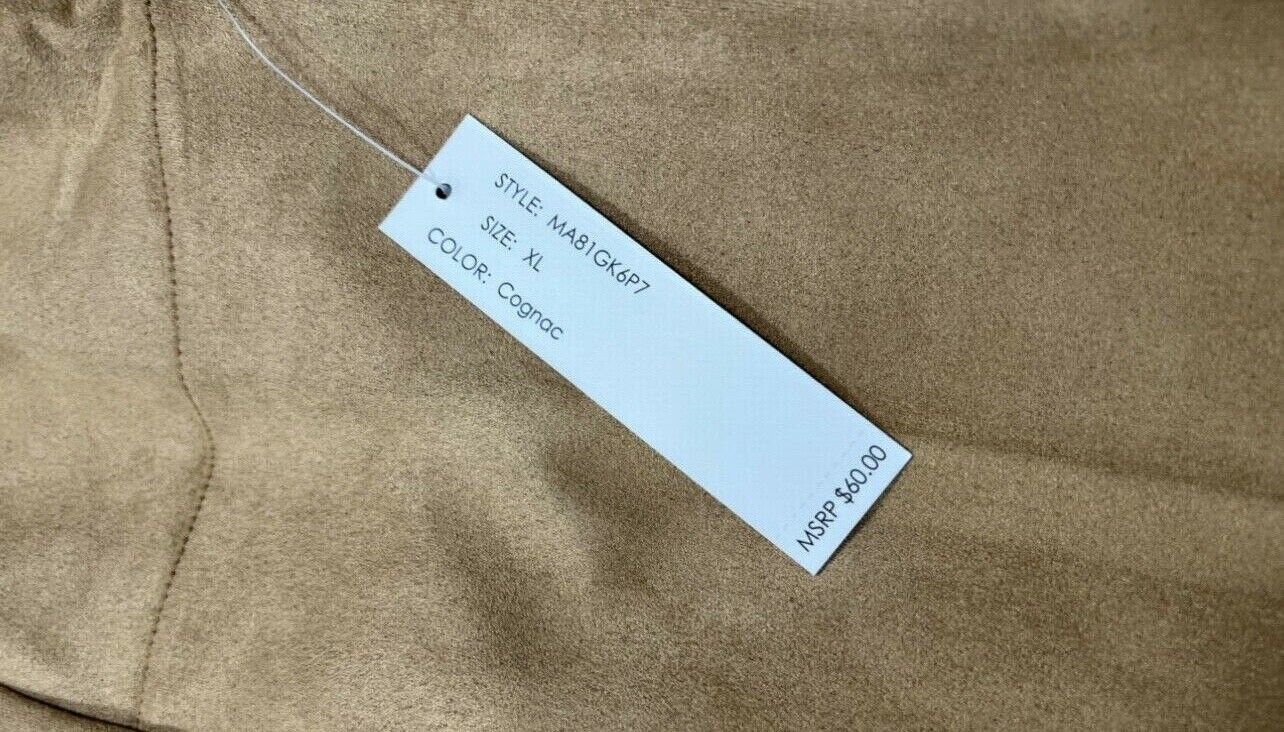 STYLE: MA81GK6P7
SIZE: XL
COLOR: Cognac
MSRP $60.00